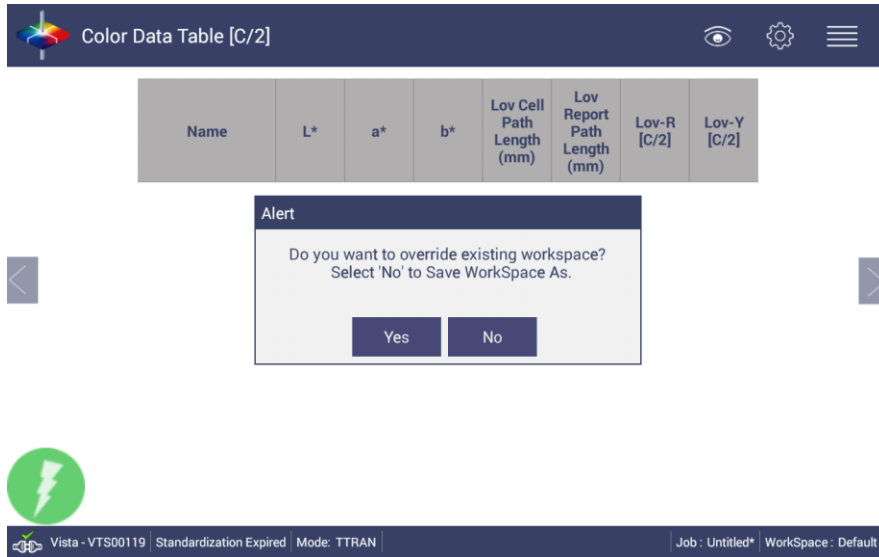 Color Data Table [C/2]
Name
L*
a*
b*
Lov Cell
Path
Length
(mm)
Lov
Report
Path
Length
(mm)
Lov-R
[C/2]
Lov-Y
[C/2]
Alert
Do you want to override existing workspace?
Select 'No' to Save WorkSpace As.
Yes
No
Vista - VTS00119 Standardization Expired Mode: TTRAN Job : Untitled* WorkSpace : Default